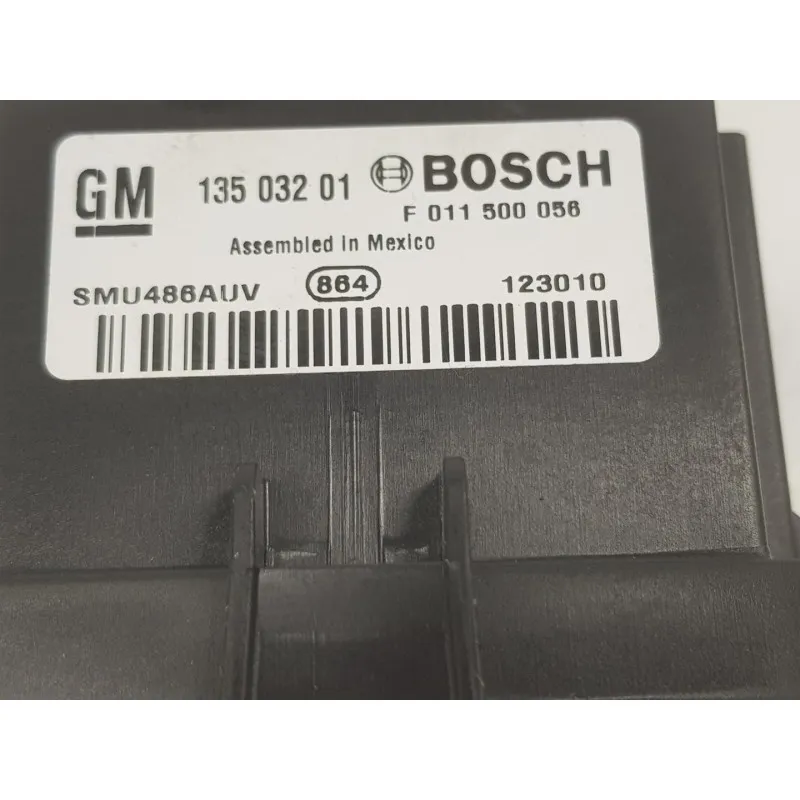 GM 135 032 01 BOSCH
F 011 500 056
Assembled in Mexico
SMU486AUV 864 123010